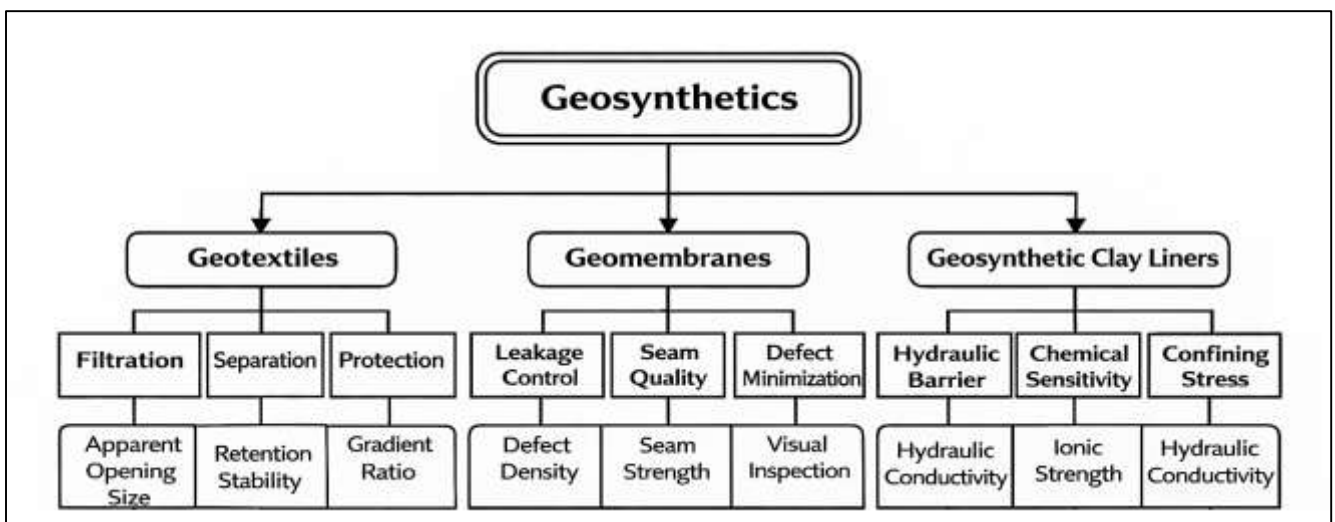 Geosynthetics
Geotextiles
Geomembranes
Geosynthetic Clay Liners
Filtration
Separation
Protection
Leakage
Control
Seam
Quality
Defect
Minimization
Hydraulic
Barrier
Chemical
Sensitivity
Confining
Stress
Apparent
Opening
Size
Retention
Stability
Gradient
Ratio
Defect
Density
Seam
Strength
Visual
Inspection
Hydraulic
Conductivity
Ionic
Strength
Hydraulic
Conductivity